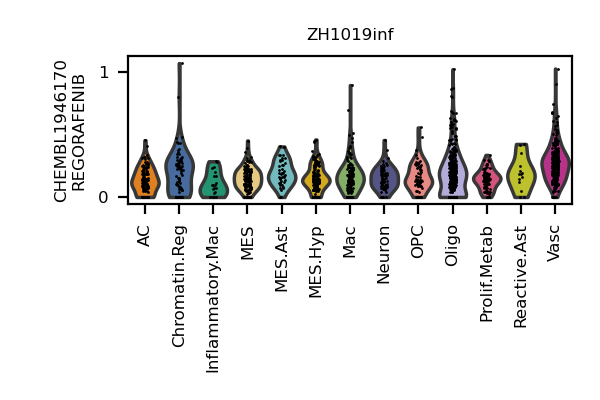 ZH1019inf
CHEMBL1946170
REGORAFENIB
1
0
AC
Chromatin.Reg
Inflammatory.Mac
MES
MES.Ast
MES.Hyp
Mac
Neuron
OPC
Oligo
Prolif.Metab
Reactive.Ast
Vasc